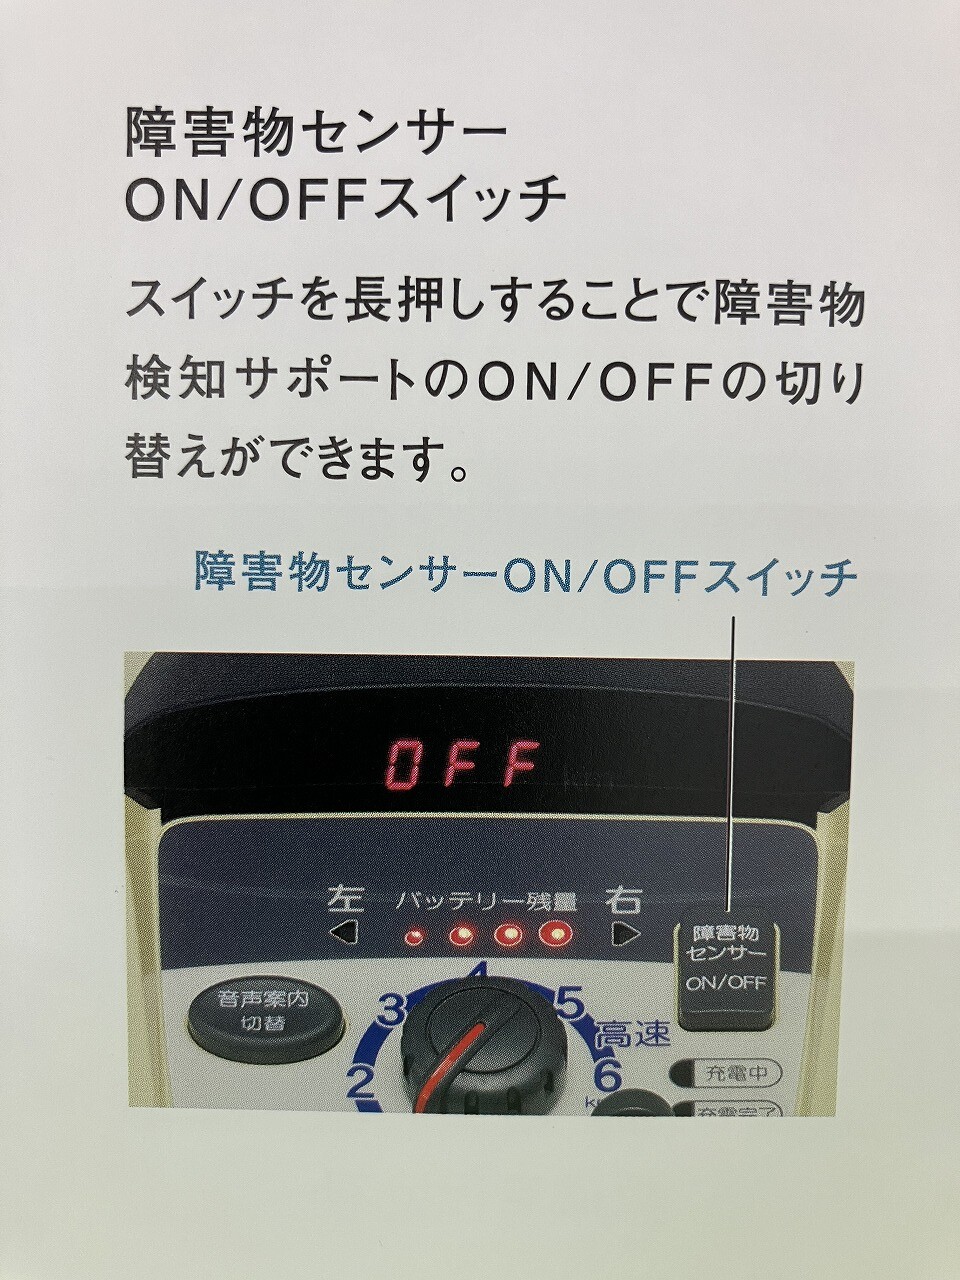 障害物センサー
ON/OFFスイッチ
スイッチを長押しすることで障害物
検知サポートのON/OFFの切り
替えができます。
障害物センサーON/OFFスイッチ
OFF
左 バッテリー残量 右
障害物
センサー
ON/OFF
音声案内
切替
2
3
4
5
6
高速
充電中
充電完了